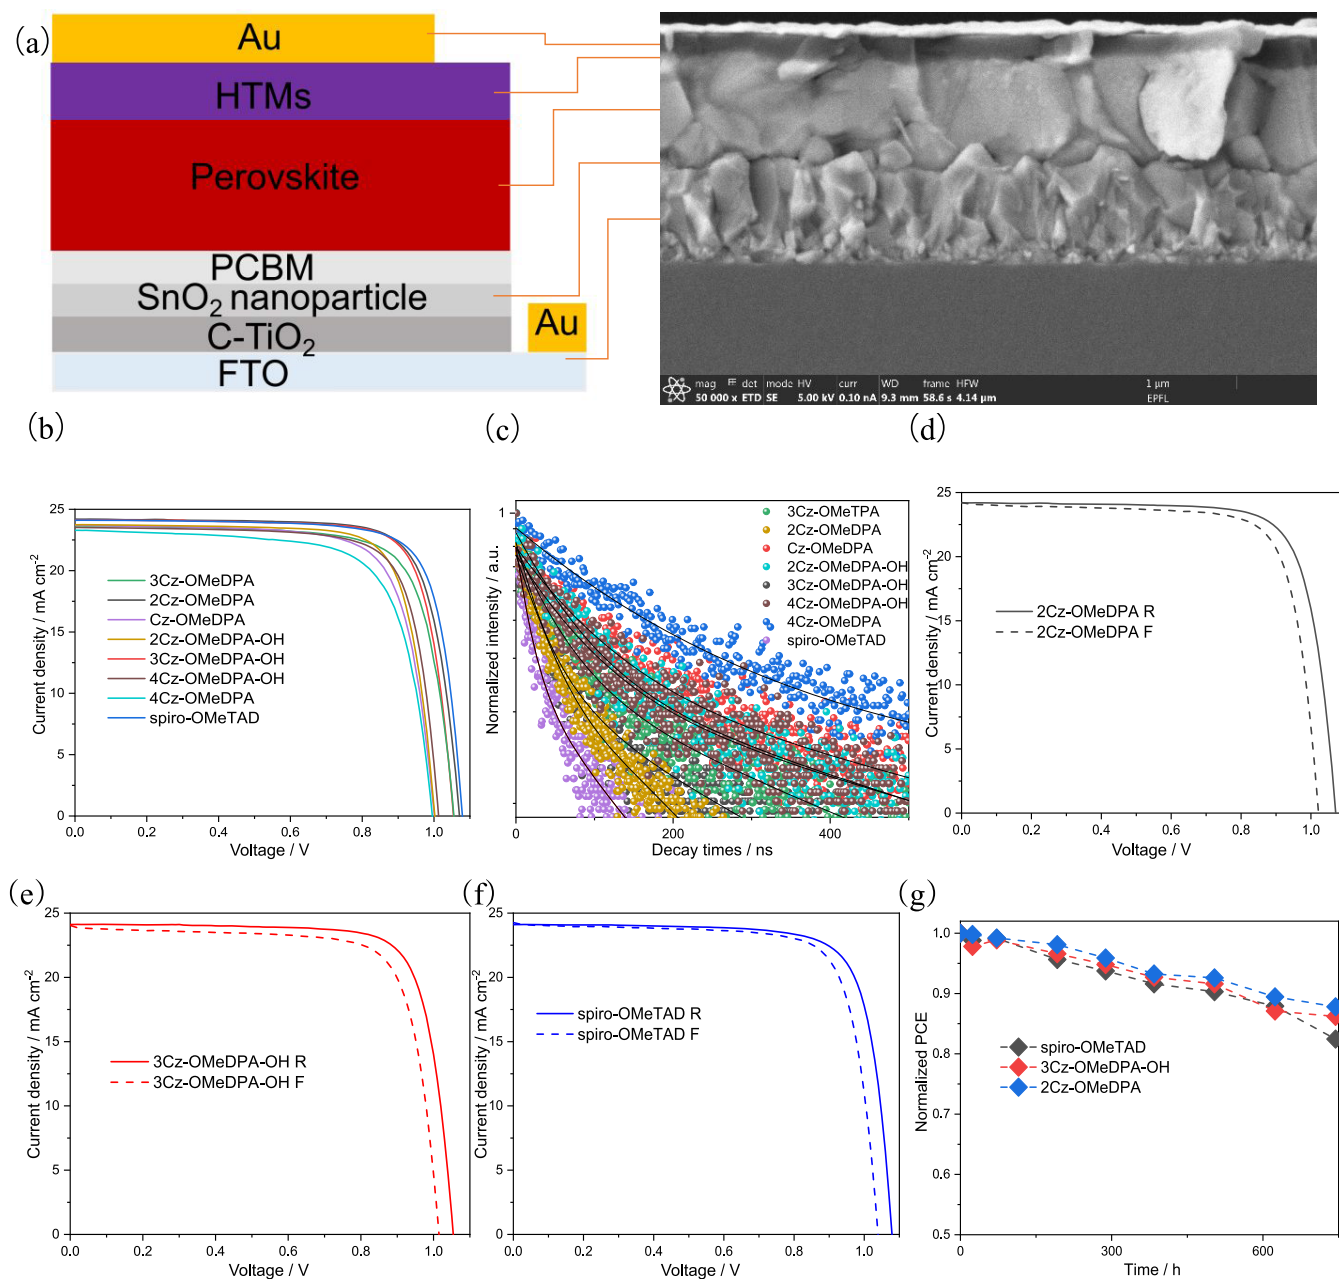 (a)
Au
HTMs
Perovskite
PCBM
SnO2 nanoparticle
C-TiO2
Au
FTO
mag det mode HV curr WD frame HFW 1 μm
50 000 x ETD SE 5.00 kV 0.10 nA 9.3 mm 58.6 s 4.14 μm EPFL
(b)
Current density / mA cm-2
25
20
15
10
5
0
3Cz-OMeDPA
2Cz-OMeDPA
Cz-OMeDPA
2Cz-OMeDPA-OH
3Cz-OMeDPA-OH
4Cz-OMeDPA-OH
4Cz-OMeDPA
spiro-OMeTAD
0.0 0.2 0.4 0.6 0.8 1.0
Voltage / V
(c)
Normalized intensity / a.u.
1
3Cz-OMeTPA
2Cz-OMeDPA
Cz-OMeDPA
2Cz-OMeDPA-OH
3Cz-OMeDPA-OH
4Cz-OMeDPA-OH
4Cz-OMeDPA
spiro-OMeTAD
0 200 400
Decay times / ns
(d)
Current density / mA cm-2
25
20
15
10
5
0
2Cz-OMeDPA R
2Cz-OMeDPA F
0.0 0.2 0.4 0.6 0.8 1.0
Voltage / V
(e)
Current density / mA cm-2
25
20
15
10
5
0
3Cz-OMeDPA-OH R
3Cz-OMeDPA-OH F
0.0 0.2 0.4 0.6 0.8 1.0
Voltage / V
(f)
Current density / mA cm-2
25
20
15
10
5
0
spiro-OMeTAD R
spiro-OMeTAD F
0.0 0.2 0.4 0.6 0.8 1.0
Voltage / V
(g)
Normalized PCE
1.0
0.9
0.8
0.7
0.6
0.5
spiro-OMeTAD
3Cz-OMeDPA-OH
2Cz-OMeDPA
300 600
Time / h